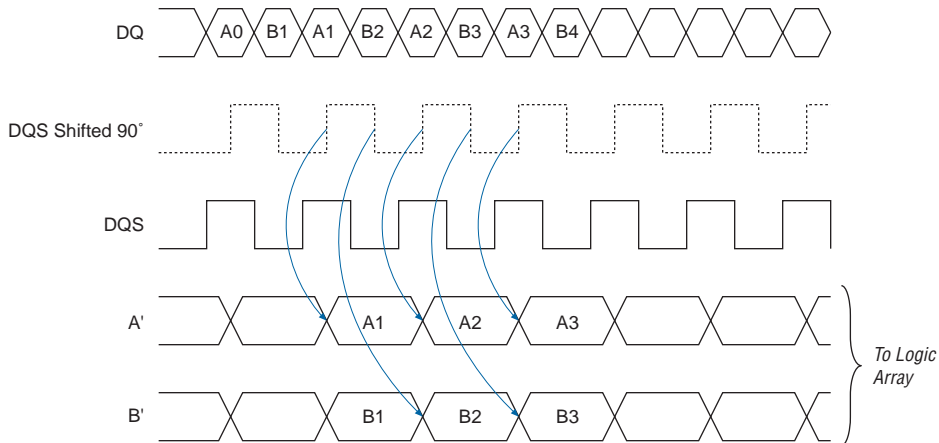 DQ A0 B1 A1 B2 A2 B3 A3 B4
DQS Shifted 90˚
DQS
A' A1 A2 A3
To Logic
Array
B' B1 B2 B3